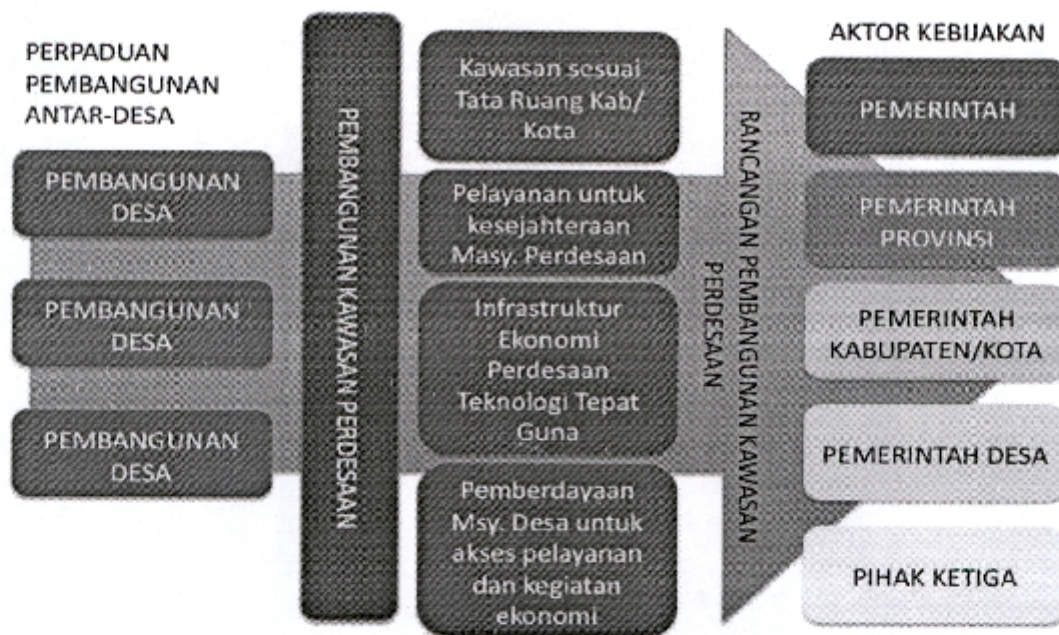 PERPADUAN
PEMBANGUNAN
ANTAR-DESA
PEMBANGUNAN
DESA
PEMBANGUNAN
DESA
PEMBANGUNAN
DESA
PEMBANGUNAN KAWASAN PERDESAAN
Kawasan sesuai
Tata Ruang Kab/
Kota
Pelayanan untuk
kesejahteraan
Masy. Perdesaan
Infrastruktur
Ekonomi
Perdesaan
Teknologi Tepat
Guna
Pemberdayaan
Msy. Desa untuk
akses pelayanan
dan kegiatan
ekonomi
RANCANGAN PEMBANGUNAN KAWASAN
PERDESAAN
AKTOR KEBIJAKAN
PEMERINTAH
PEMERINTAH
PROVINSI
PEMERINTAH
KABUPATEN/KOTA
PEMERINTAH DESA
PIHAK KETIGA